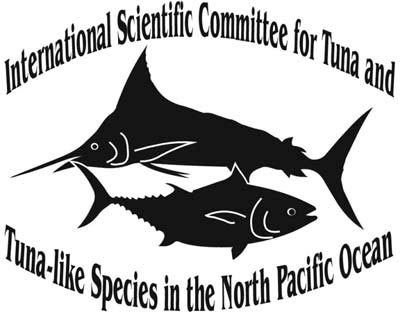 International Scientific Committee for Tuna and
Tuna-like Species in the North Pacific Ocean